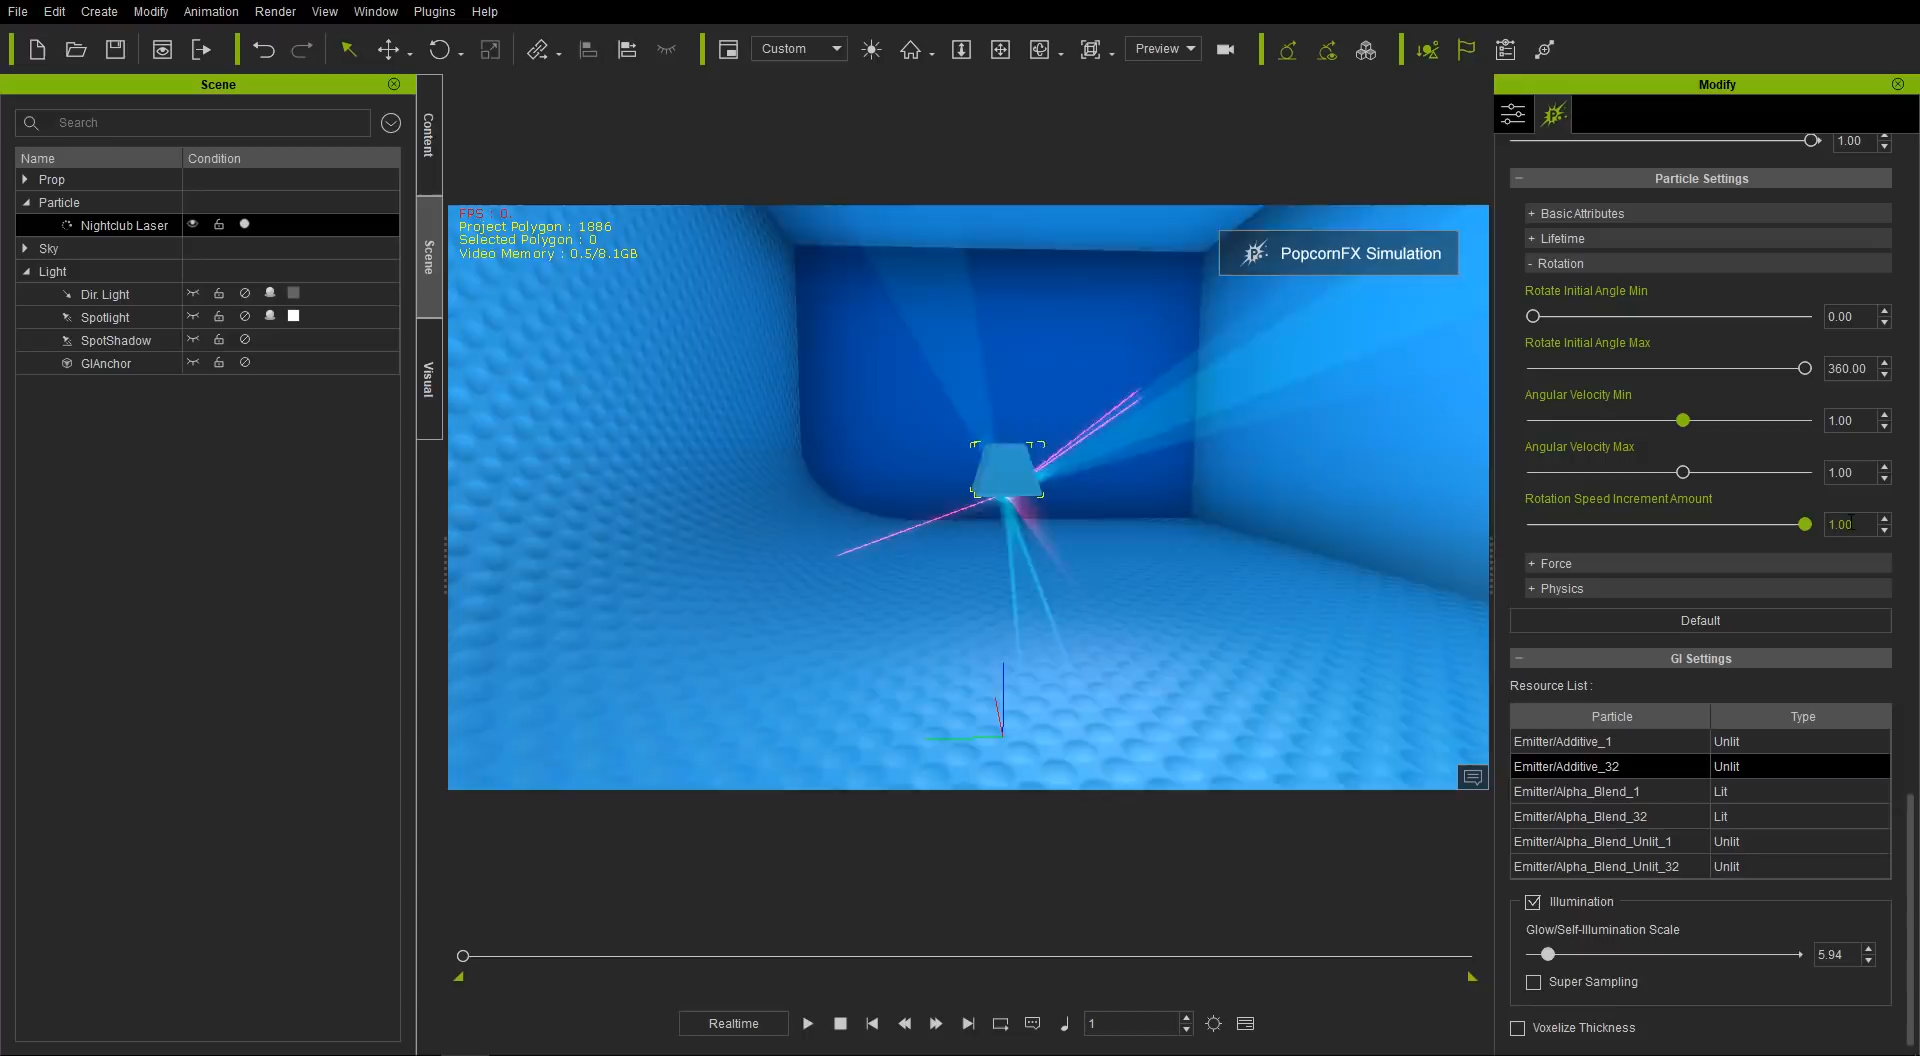 File Edit Create Modify Animation Render View Window Plugins Help
Custom Preview
Scene
Search
Name Condition
Prop
Particle
Nightclub Laser
Sky
Light
Dir. Light
Spotlight
SpotShadow
GIAnchor
Content
Scene
Visual
FPS : 0.
Project Polygon : 1886
Selected Polygon : 0
Video Memory : 0.5/8.1GB
PopcornFX Simulation
Realtime 1
Modify
1.00
Particle Settings
+ Basic Attributes
+ Lifetime
- Rotation
Rotate Initial Angle Min
0.00
Rotate Initial Angle Max
360.00
Angular Velocity Min
1.00
Angular Velocity Max
1.00
Rotation Speed Increment Amount
1.00
+ Force
+ Physics
Default
GI Settings
Resource List :
Particle Type
Emitter/Additive_1 Unlit
Emitter/Additive_32 Unlit
Emitter/Alpha_Blend_1 Lit
Emitter/Alpha_Blend_32 Lit
Emitter/Alpha_Blend_Unlit_1 Unlit
Emitter/Alpha_Blend_Unlit_32 Unlit
Illumination
Glow/Self-Illumination Scale
5.94
Super Sampling
Voxelize Thickness